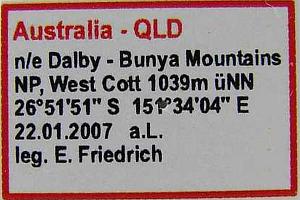 Australia - QLD
n/e Dalby - Bunya Mountains
NP, West Cott 1039m üNN
26°51'51" S 151°34'04" E
22.01.2007 a.L.
leg. E. Friedrich